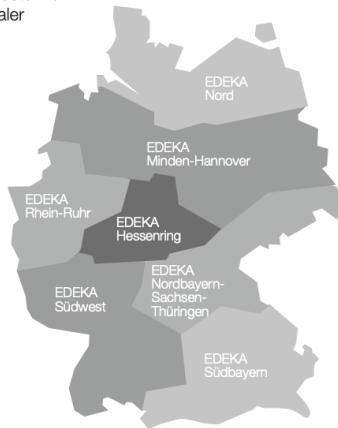 aler
EDEKA
Nord
EDEKA
Minden-Hannover
EDEKA
Rhein-Ruhr
EDEKA
Hessenring
EDEKA
Nordbayern-
Sachsen-
Thüringen
EDEKA
Südwest
EDEKA
Südbayern